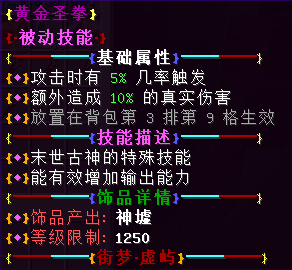 黄金圣拳}
被动技能
基础属性
攻击时有 5% 几率触发
额外造成 10% 的真实伤害
放置在背包第 3 排第 9 格生效
技能描述
末世古神的特殊技能
能有效增加输出能力
饰品详情
饰品产出: 神墟
等级限制: 1250
街梦·虚屿